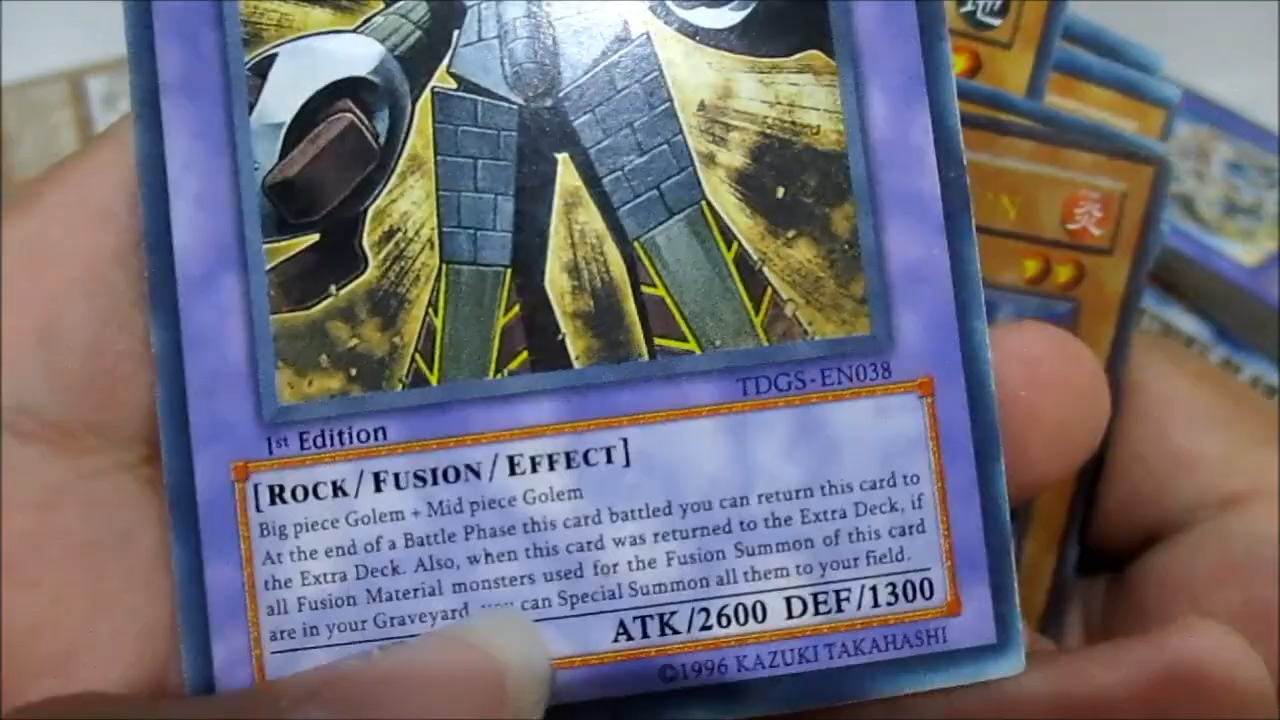 TDGS-EN038
1st Edition
[ROCK/FUSION/EFFECT]
Big piece Golem + Mid piece Golem
At the end of a Battle Phase this card battled you can return this card to
the Extra Deck. Also, when this card was returned to the Extra Deck, if
all Fusion Material monsters used for the Fusion Summon of this card
are in your Graveyard can Special Summon all them to your field.
ATK/2600 DEF/1300
©1996 KAZUKI TAKAHASHI
地
炎